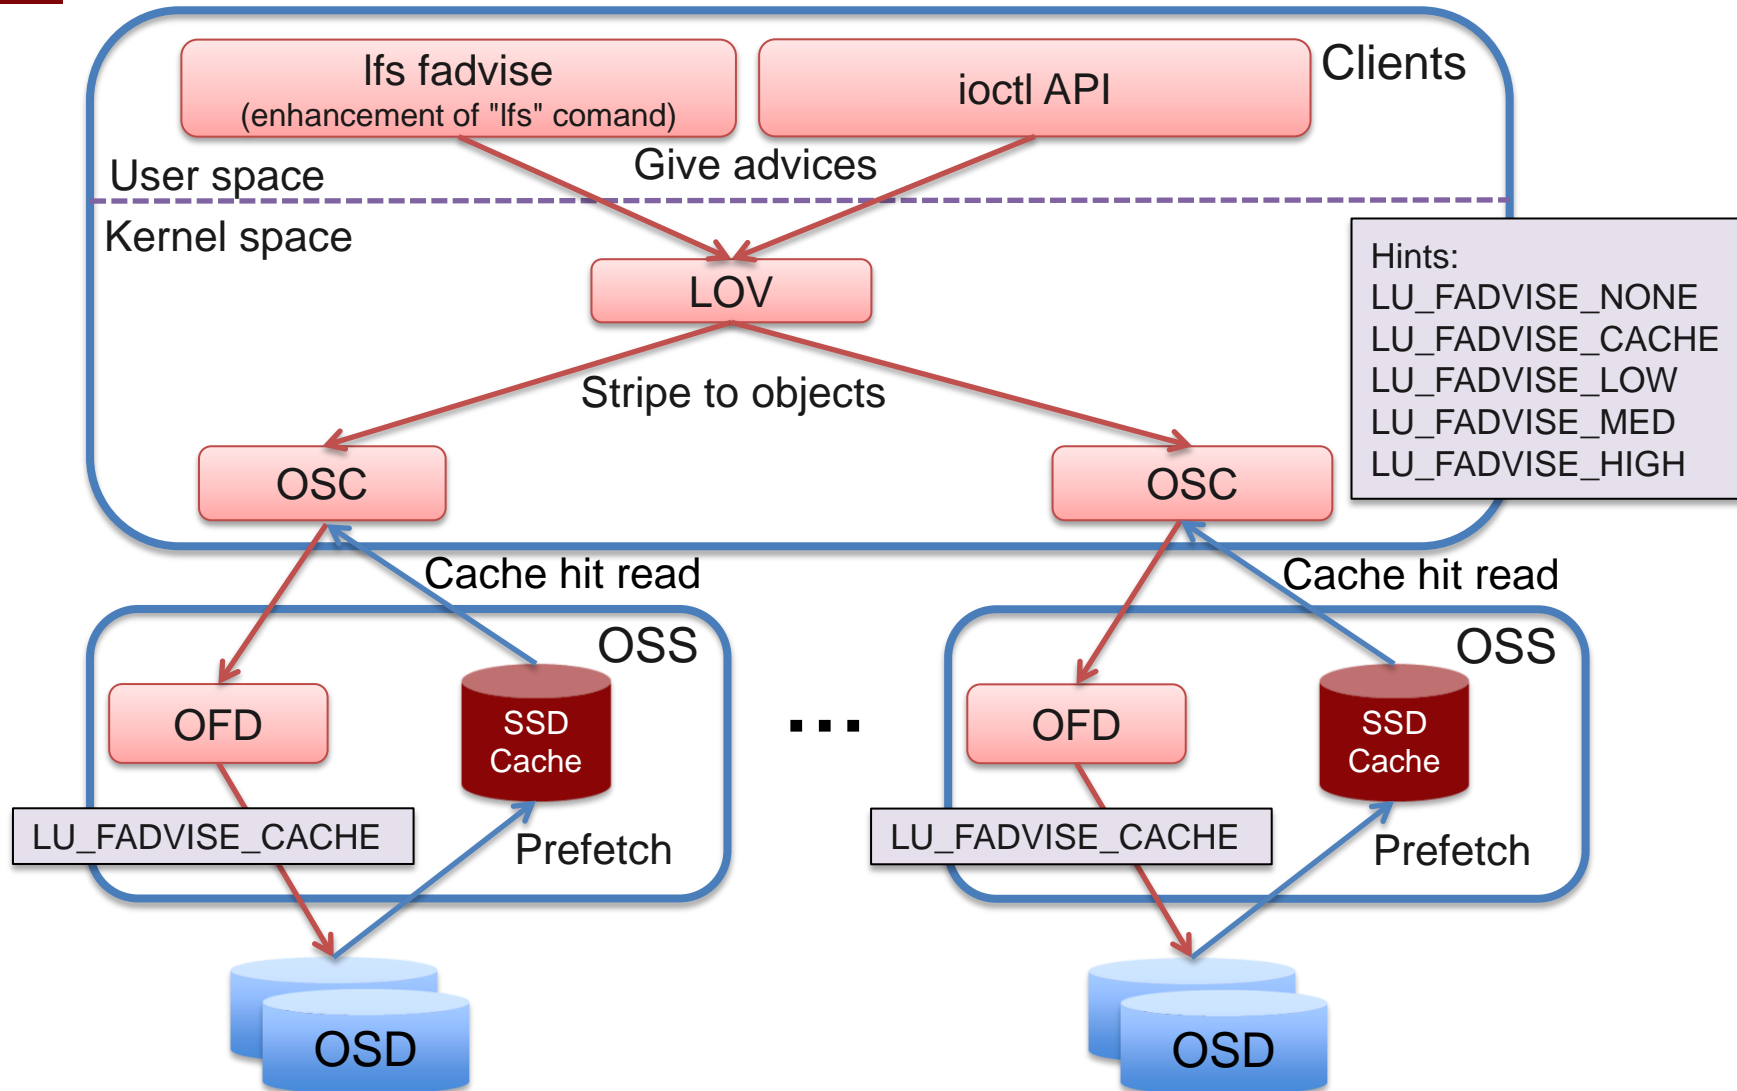 lfs fadvise
(enhancement of "lfs" comand)
ioctl API
Clients
Give advices
User space
Kernel space
LOV
Hints:
LU_FADVISE_NONE
LU_FADVISE_CACHE
LU_FADVISE_LOW
LU_FADVISE_MED
LU_FADVISE_HIGH
Stripe to objects
OSC
OSC
Cache hit read
Cache hit read
OSS
OSS
OFD
SSD
Cache
...
OFD
SSD
Cache
LU_FADVISE_CACHE
Prefetch
LU_FADVISE_CACHE
Prefetch
OSD
OSD